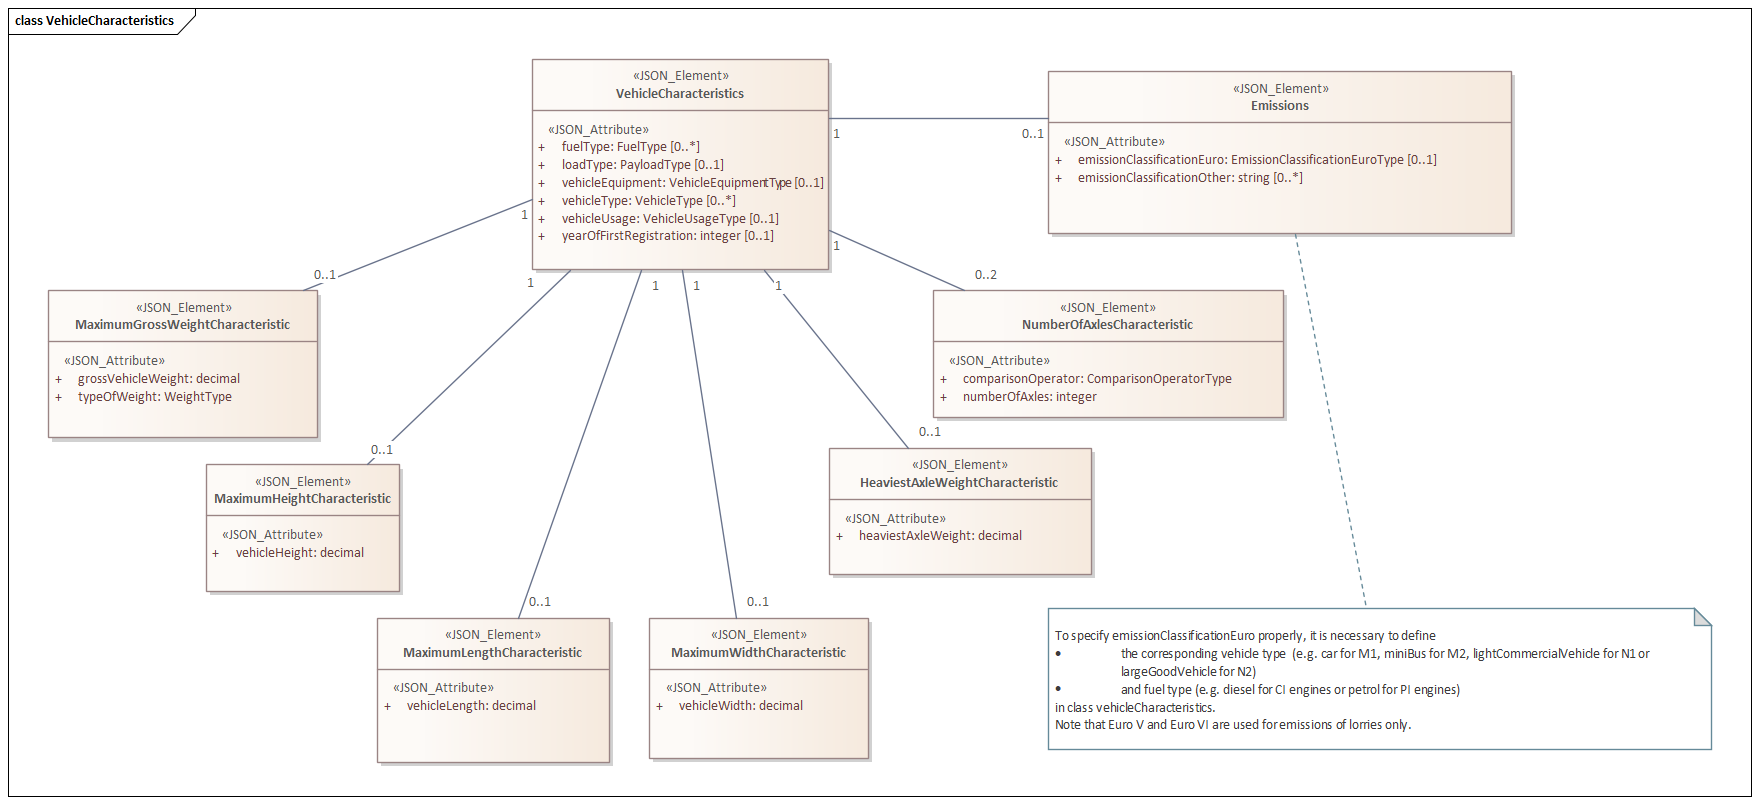 class VehicleCharacteristics
«JSON_Element»
VehicleCharacteristics
«JSON_Attribute»
+ fuelType: FuelType [0..*]
+ loadType: PayloadType [0..1]
+ vehicleEquipment: VehicleEquipmentType [0..1]
+ vehicleType: VehicleType [0..*]
+ vehicleUsage: VehicleUsageType [0..1]
+ yearOfFirstRegistration: integer [0..1]
1
0..1
«JSON_Element»
Emissions
«JSON_Attribute»
+ emissionClassificationEuro: EmissionClassificationEuroType [0..1]
+ emissionClassificationOther: string [0..*]
1
0..1
«JSON_Element»
MaximumGrossWeightCharacteristic
«JSON_Attribute»
+ grossVehicleWeight: decimal
+ typeOfWeight: WeightType
1
0..2
«JSON_Element»
NumberOfAxlesCharacteristic
«JSON_Attribute»
+ comparisonOperator: ComparisonOperatorType
+ numberOfAxles: integer
1
0..1
«JSON_Element»
MaximumHeightCharacteristic
«JSON_Attribute»
+ vehicleHeight: decimal
1
0..1
«JSON_Element»
HeaviestAxleWeightCharacteristic
«JSON_Attribute»
+ heaviestAxleWeight: decimal
1
0..1
«JSON_Element»
MaximumLengthCharacteristic
«JSON_Attribute»
+ vehicleLength: decimal
1
0..1
«JSON_Element»
MaximumWidthCharacteristic
«JSON_Attribute»
+ vehicleWidth: decimal
To specify emissionClassificationEuro properly, it is necessary to define
• the corresponding vehicle type (e.g. car for M1, miniBus for M2, lightCommercialVehicle for N1 or
largeGoodVehicle for N2)
• and fuel type (e.g. diesel for CI engines or petrol for PI engines)
in class vehicleCharacteristics.
Note that Euro V and Euro VI are used for emissions of lorries only.